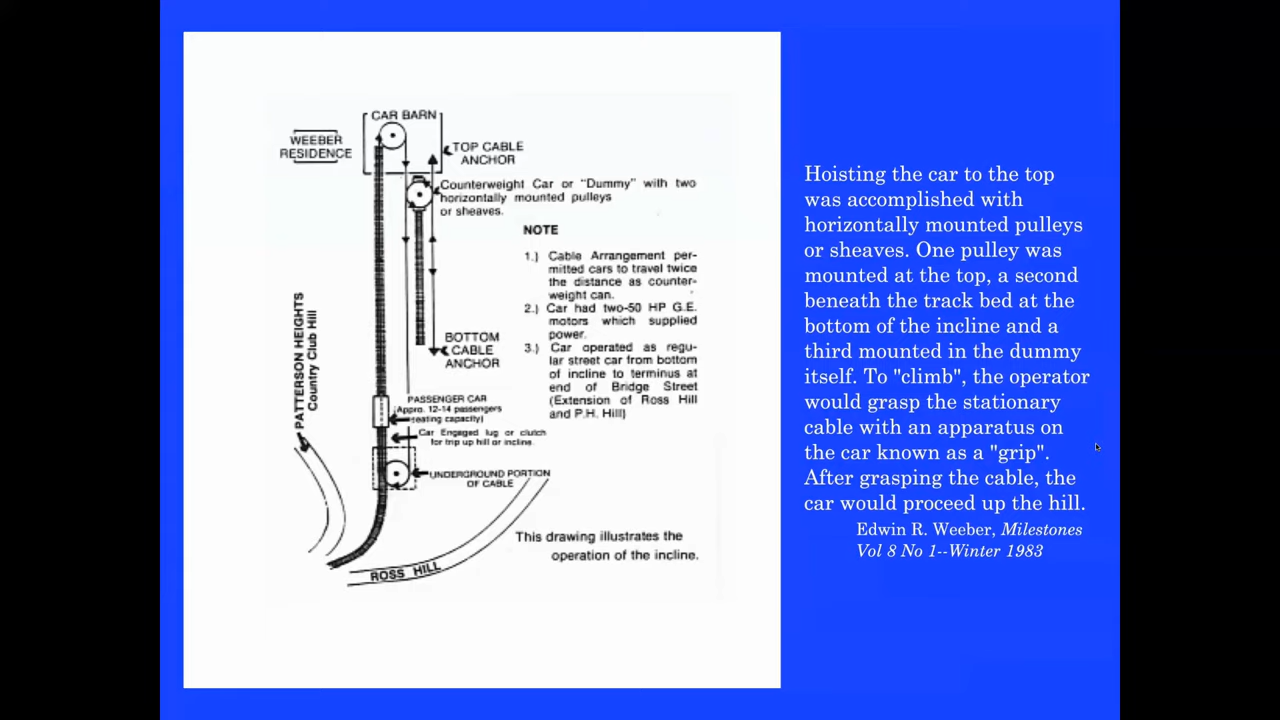 CAR BARN
WEEBER
RESIDENCE
TOP CABLE
ANCHOR
Counterweight Car or "Dummy" with two
horizontally mounted pulleys
or sheaves.
NOTE
1.) Cable Arrangement per-
mitted cars to travel twice
the distance as counter-
weight can.
2.) Car had two-50 HP G.E.
motors which supplied
power.
3.) Car operated as regu-
lar street car from bottom
of incline to terminus at
end of Bridge Street
(Extension of Ross Hill
and P.H. Hill)
BOTTOM
CABLE
ANCHOR
PATTERSON HEIGHTS
Country Club Hill
PASSENGER CAR
(Appro. 12-14 passengers
seating capacity)
Car Engaged lug or clutch
for trip up hill or incline.
UNDERGROUND PORTION
OF CABLE
This drawing illustrates the
operation of the incline.
ROSS HILL
Hoisting the car to the top
was accomplished with
horizontally mounted pulleys
or sheaves. One pulley was
mounted at the top, a second
beneath the track bed at the
bottom of the incline and a
third mounted in the dummy
itself. To "climb", the operator
would grasp the stationary
cable with an apparatus on
the car known as a "grip".
After grasping the cable, the
car would proceed up the hill.
Edwin R. Weeber, Milestones
Vol 8 No 1--Winter 1983